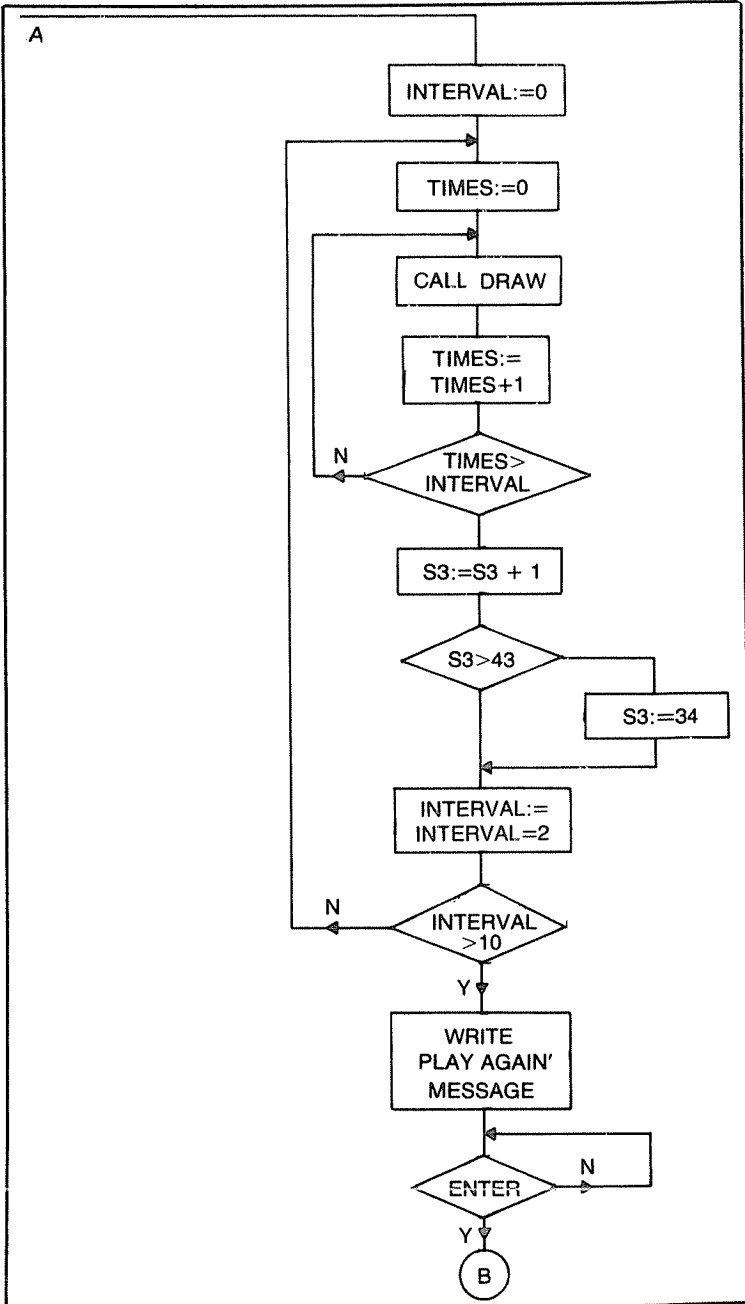 A
INTERVAL:=0
TIMES:=0
CALL DRAW
TIMES:=
TIMES+1
TIMES>
INTERVAL
N
S3:=S3 + 1
S3>43
S3:=34
INTERVAL:=
INTERVAL=2
INTERVAL
>10
N
Y
WRITE
PLAY AGAIN'
MESSAGE
ENTER
N
Y
B